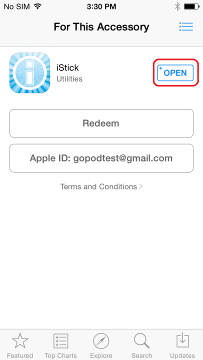 No SIM 3:30 PM
For This Accessory
iStick
Utilities
+ OPEN
Redeem
Apple ID: gopodtest@gmail.com
Terms and Conditions >
Featured Top Charts Explore Search Updates